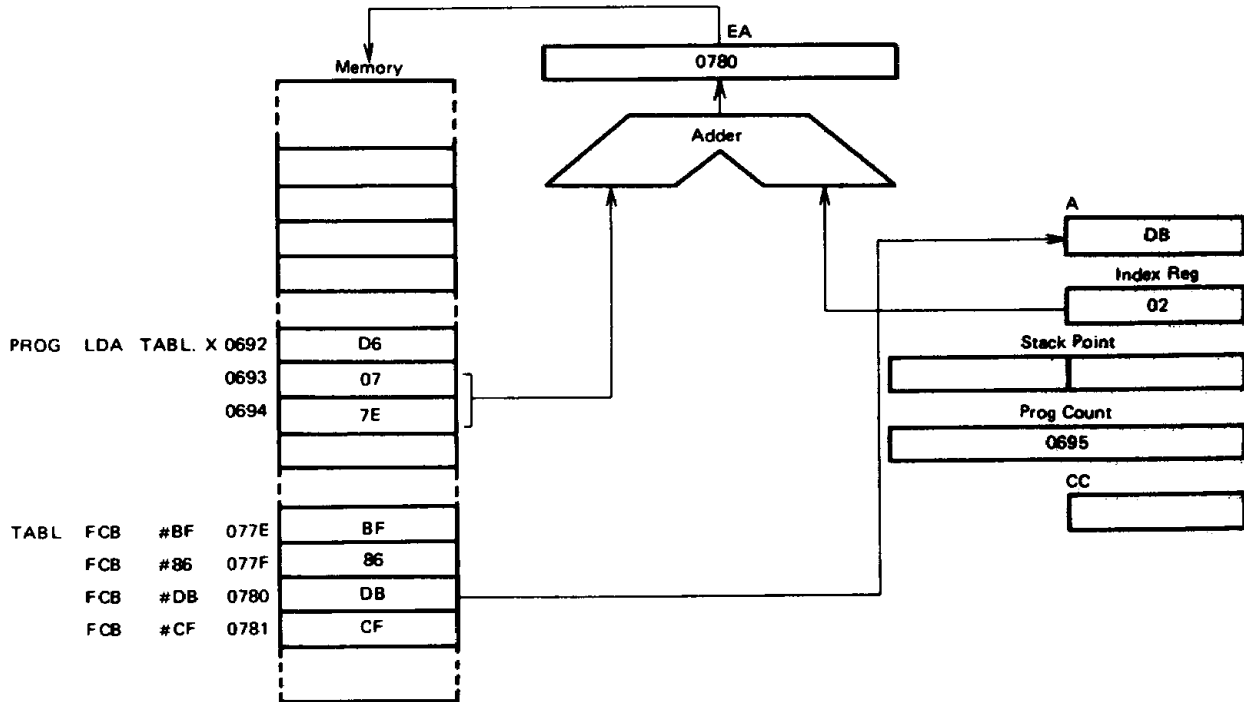 EA
0780
Memory
Adder
A
DB
Index Reg
02
PROG LDA TABL. X 0692 D6
Stack Point
0693 07
0694 7E
Prog Count
0695
CC
TABL FCB #BF 077E BF
FCB #86 077F 86
FCB #DB 0780 DB
FCB #CF 0781 CF